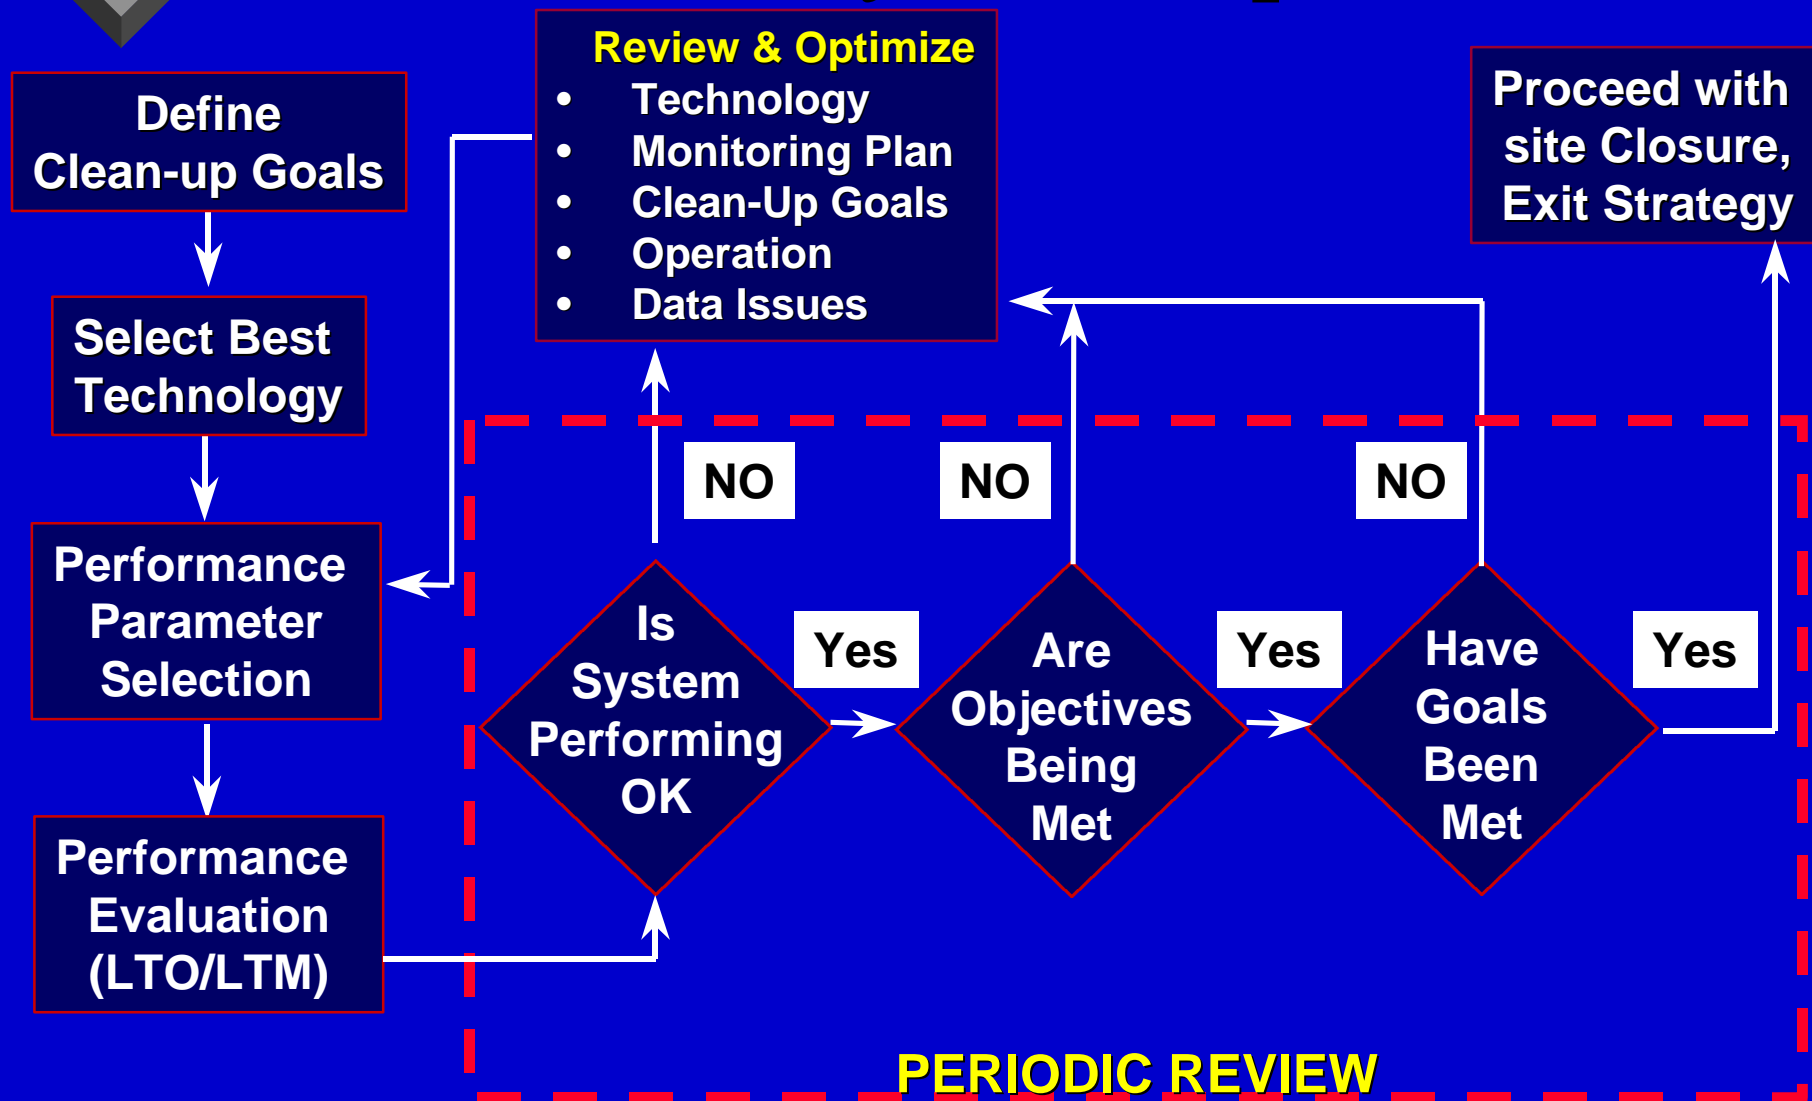 Define
Clean-up Goals
Select Best
Technology
Performance
Parameter
Selection
Performance
Evaluation
(LTO/LTM)
Review & Optimize
• Technology
• Monitoring Plan
• Clean-Up Goals
• Operation
• Data Issues
Proceed with
site Closure,
Exit Strategy
NO
NO
NO
Is
System
Performing
OK
Yes
Are
Objectives
Being
Met
Yes
Have
Goals
Been
Met
Yes
PERIODIC REVIEW